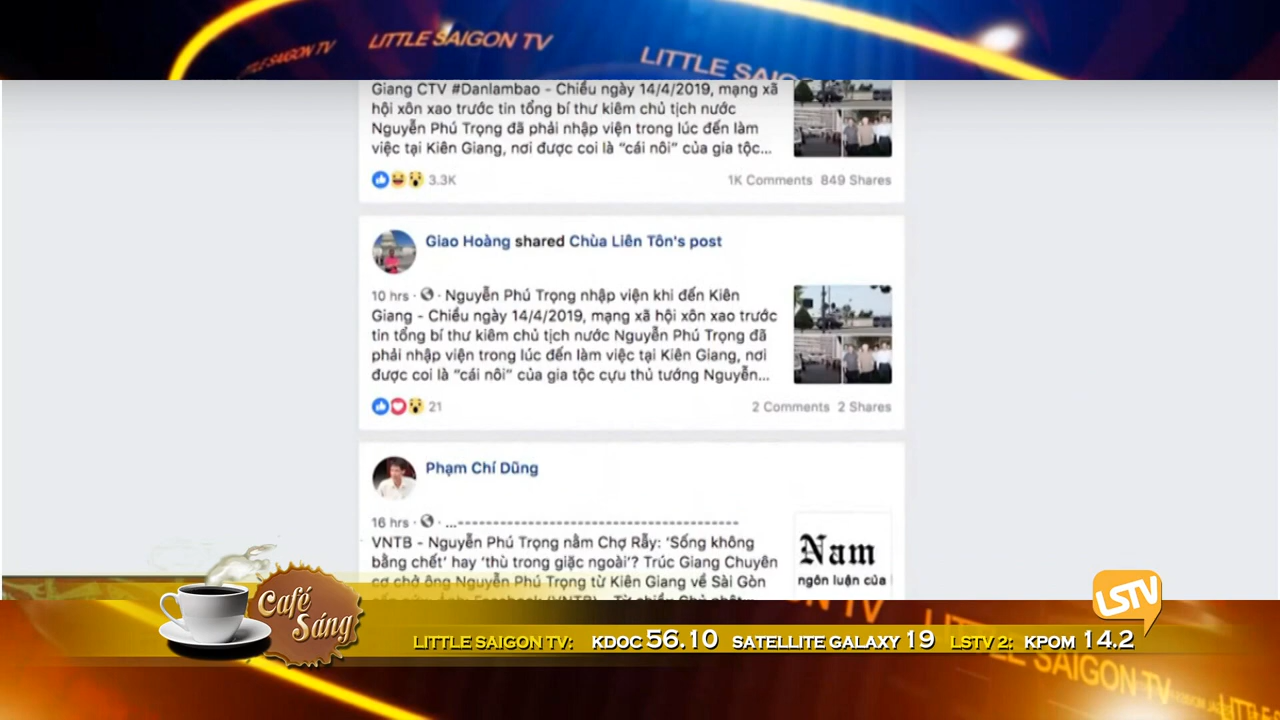 LITTLE SAIGON TV
LITTLE SAIGON TV
LITTLE SAIGON
Giang CTV #Danlambao - Chiều ngày 14/4/2019, mạng xã
hội xôn xao trước tin tổng bí thư kiêm chủ tịch nước
Nguyễn Phú Trọng đã phải nhập viện trong lúc đến làm
việc tại Kiên Giang, nơi được coi là “cái nôi” của gia tộc...
3.3K 1K Comments 849 Shares
Giao Hoàng shared Chùa Liên Tôn's post
10 hrs · Nguyễn Phú Trọng nhập viện khi đến Kiên
Giang - Chiều ngày 14/4/2019, mạng xã hội xôn xao trước
tin tổng bí thư kiêm chủ tịch nước Nguyễn Phú Trọng đã
phải nhập viện trong lúc đến làm việc tại Kiên Giang, nơi
được coi là “cái nôi” của gia tộc cựu thủ tướng Nguyễn...
21 2 Comments 2 Shares
Phạm Chí Dũng
16 hrs · ...----------------------------------------
VNTB - Nguyễn Phú Trọng nằm Chợ Rẫy: ‘Sống không
bằng chết’ hay ‘thù trong giặc ngoài’? Trúc Giang Chuyên
cơ chở ông Nguyễn Phú Trọng từ Kiên Giang về Sài Gòn
Nam
ngôn luận của
Café
Sáng
LSTV
LITTLE SAIGON TV: KDOC 56.10 SATELLITE GALAXY 19 LSTV 2: KPOM 14.2
LITTLE SAIGON TV